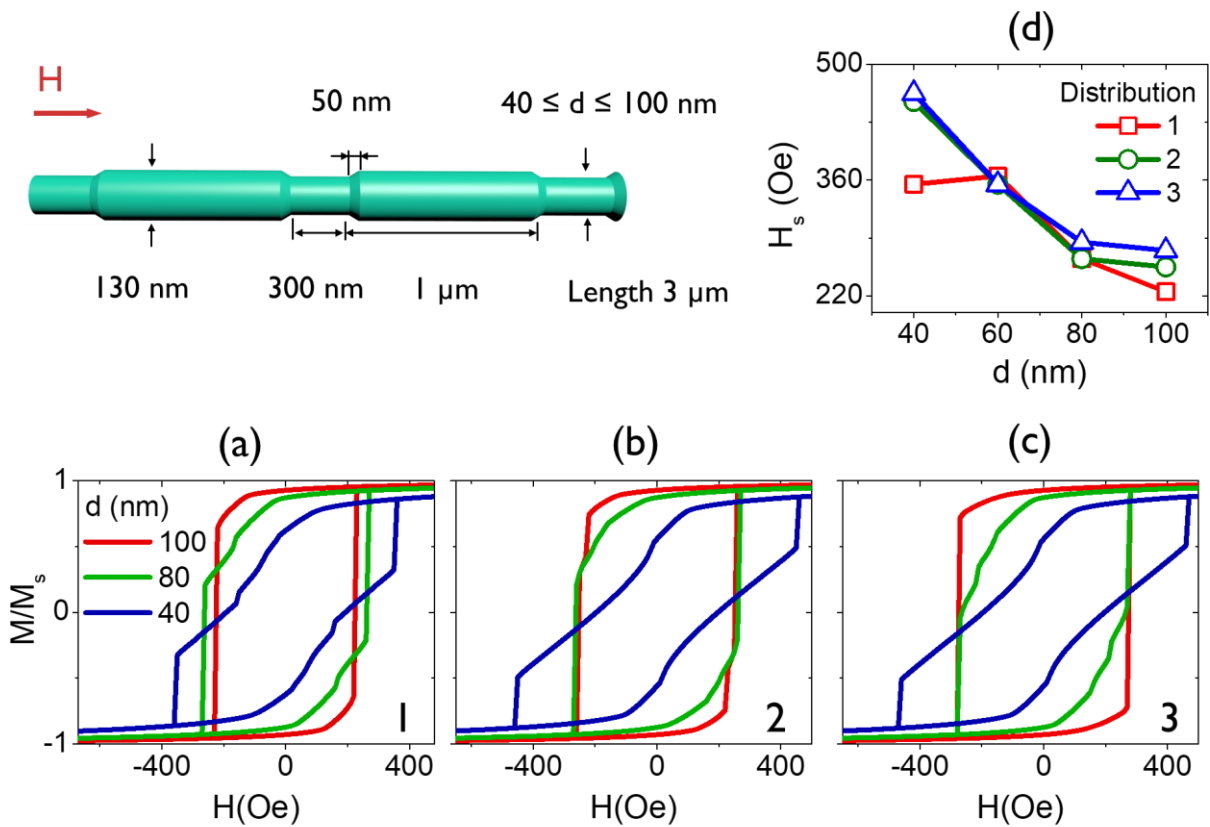 H
50 nm
40 ≤ d ≤ 100 nm
130 nm
300 nm
1 μm
Length 3 μm
(d)
500
360
220
Hs (Oe)
Distribution
1
2
3
40
60
80
100
d (nm)
(a)
(b)
(c)
1
0
-1
M/Ms
d (nm)
100
80
40
1
2
3
-400
0
400
-400
0
400
-400
0
400
H(Oe)
H(Oe)
H(Oe)